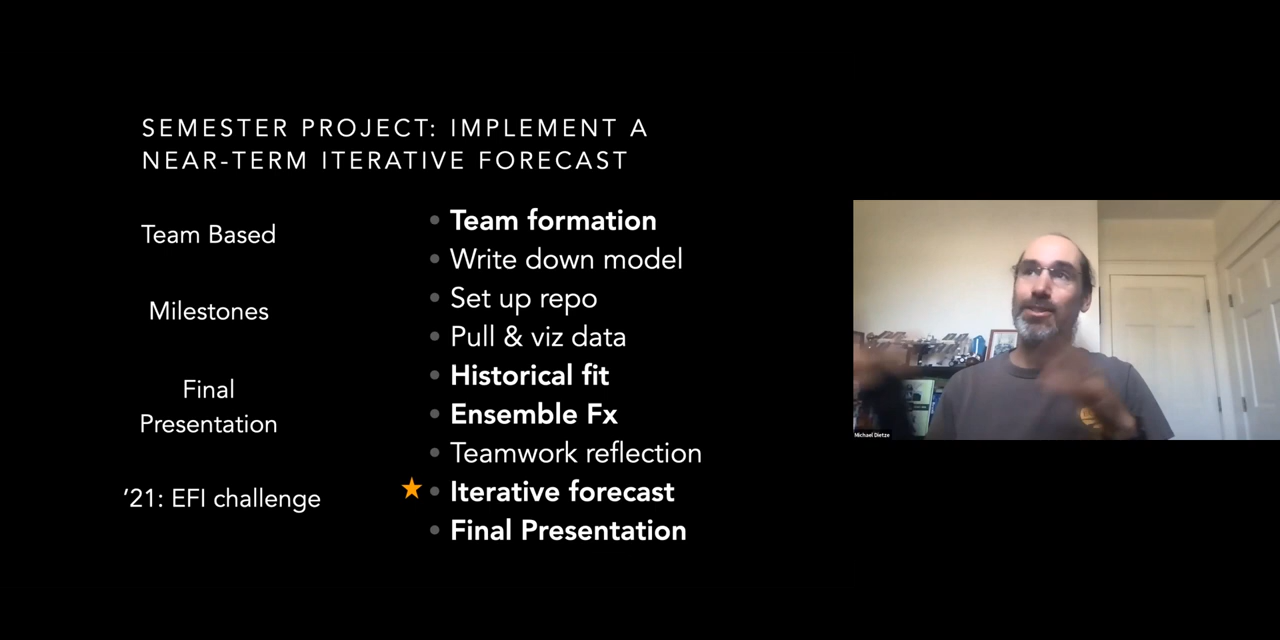 SEMESTER PROJECT: IMPLEMENT A
NEAR-TERM ITERATIVE FORECAST
Team Based
Milestones
Final
Presentation
’21: EFI challenge
• Team formation
• Write down model
• Set up repo
• Pull & viz data
• Historical fit
• Ensemble Fx
• Teamwork reflection
★ • Iterative forecast
• Final Presentation
Michael Dietze